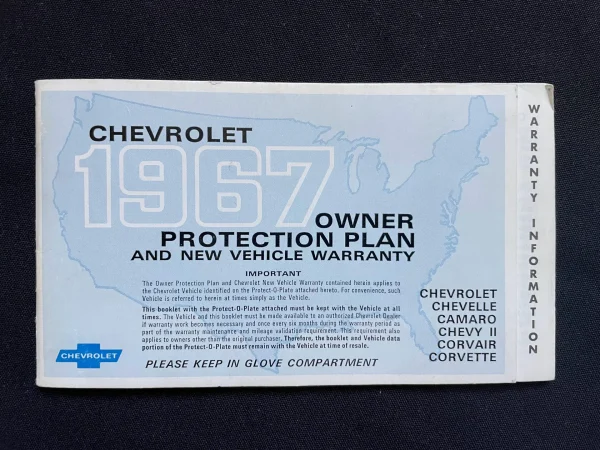 CHEVROLET
1967
OWNER
PROTECTION PLAN
AND NEW VEHICLE WARRANTY
IMPORTANT
The Owner Protection Plan and Chevrolet New Vehicle Warranty contained herein applies to
the Chevrolet Vehicle identified on the Protect-O-Plate attached hereto. For convenience, such
Vehicle is referred to herein at times simply as the Vehicle.
This booklet with the Protect-O-Plate attached must be kept with the Vehicle at all
times. The Vehicle and this booklet must be made available to an authorized Chevrolet Dealer
if warranty work becomes necessary and once every six months during the warranty period as
part of the warranty maintenance and mileage validation requirement. This requirement also
applies to owners other than the original purchaser. Therefore, the booklet and Vehicle data
portion of the Protect-O-Plate must remain with the Vehicle at time of resale.
PLEASE KEEP IN GLOVE COMPARTMENT
CHEVROLET
CHEVROLET
CHEVELLE
CAMARO
CHEVY II
CORVAIR
CORVETTE
WARRANTY INFORMATION